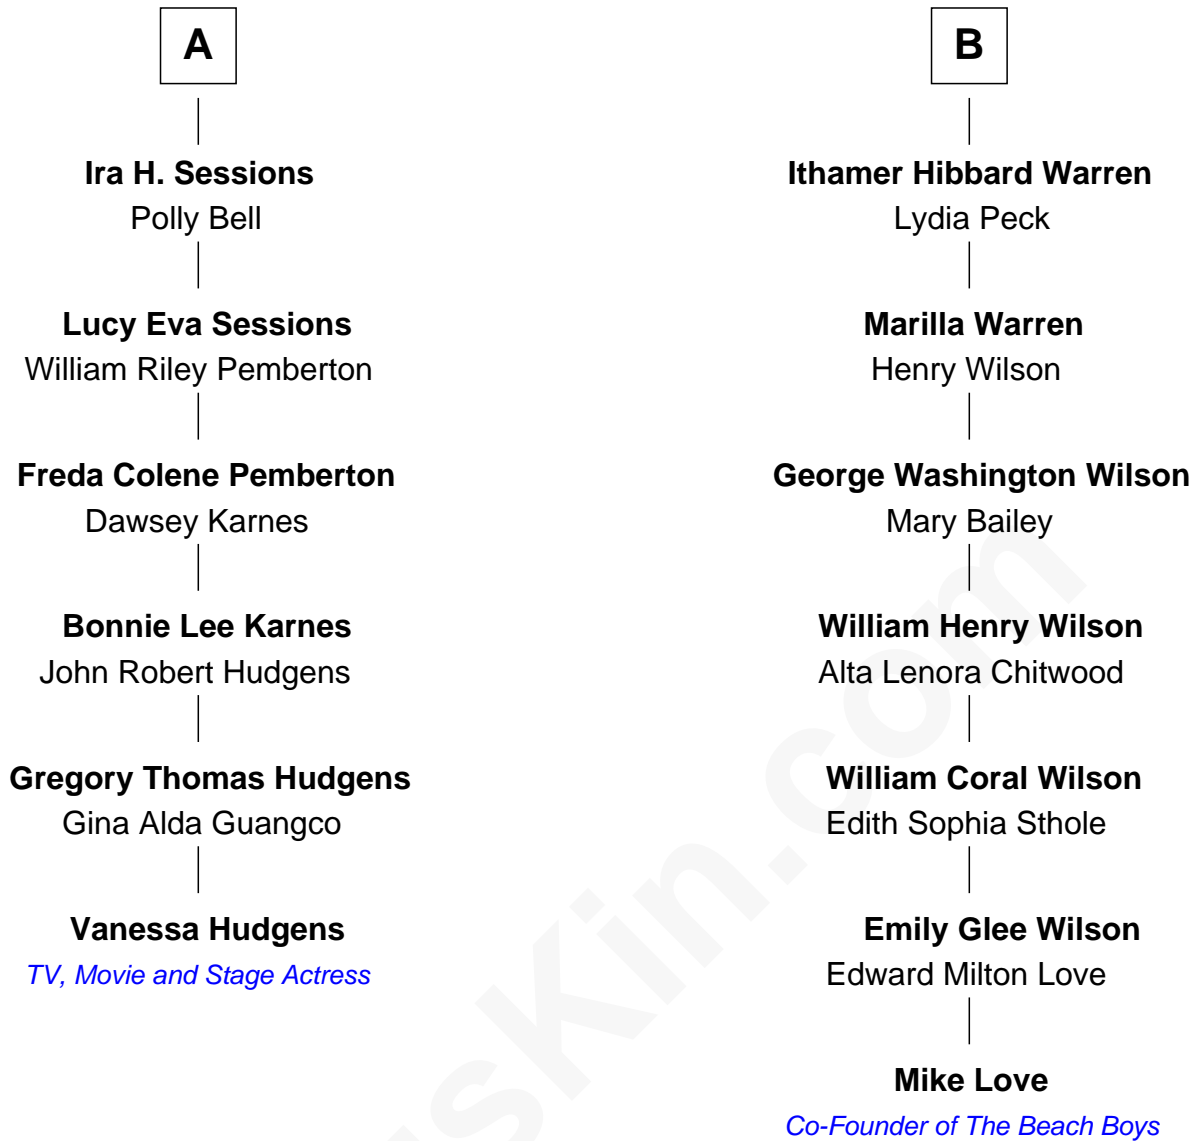 A
Ira H. Sessions
Polly Bell
Lucy Eva Sessions
William Riley Pemberton
Freda Colene Pemberton
Dawsey Karnes
Bonnie Lee Karnes
John Robert Hudgens
Gregory Thomas Hudgens
Gina Alda Guangco
Vanessa Hudgens
TV, Movie and Stage Actress
B
Ithamer Hibbard Warren
Lydia Peck
Marilla Warren
Henry Wilson
George Washington Wilson
Mary Bailey
William Henry Wilson
Alta Lenora Chitwood
William Coral Wilson
Edith Sophia Sthole
Emily Glee Wilson
Edward Milton Love
Mike Love
Co-Founder of The Beach Boys